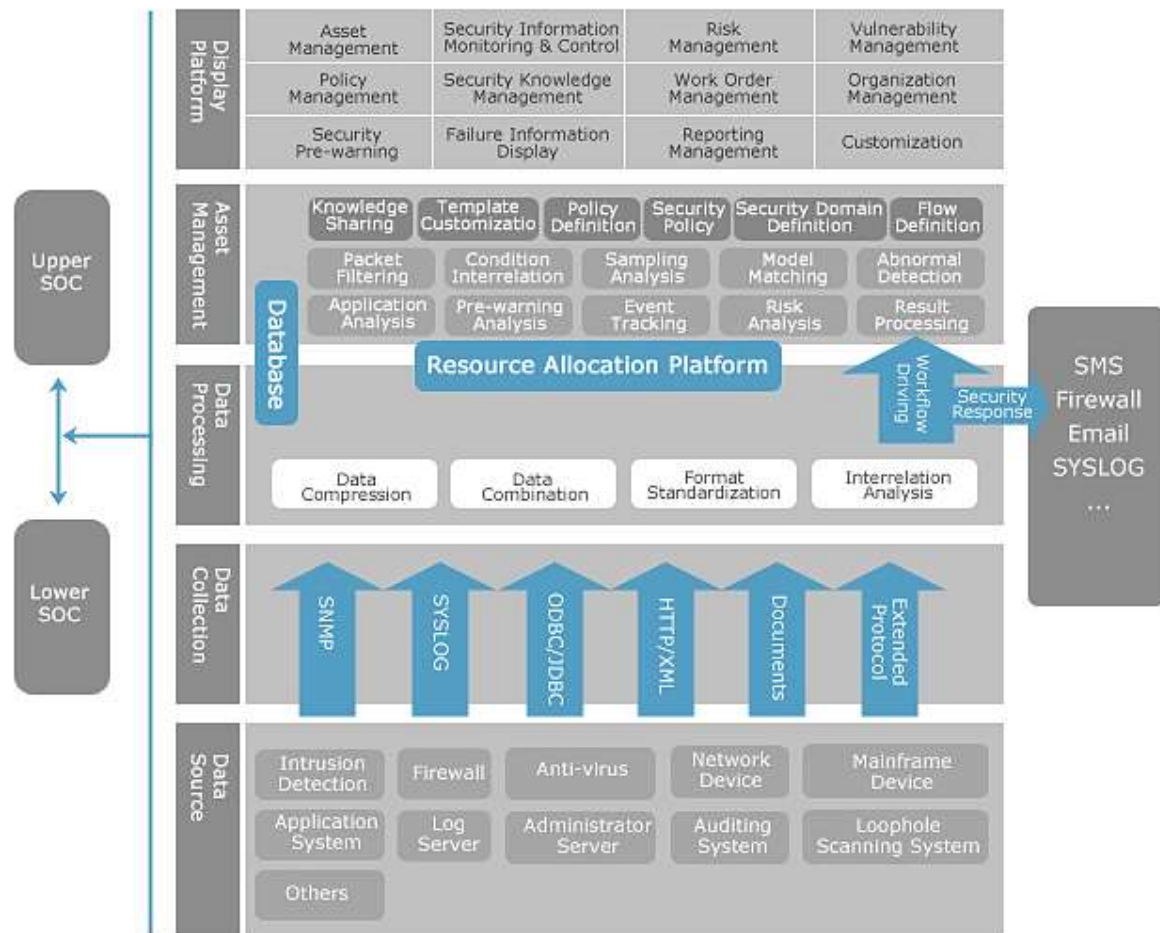 Display
Platform
Asset
Management
Security Information
Monitoring & Control
Risk
Management
Vulnerability
Management
Policy
Management
Security Knowledge
Management
Work Order
Management
Organization
Management
Security
Pre-warning
Failure Information
Display
Reporting
Management
Customization
Asset
Management
Knowledge
Sharing
Template
Customizatio
Policy
Definition
Security
Policy
Security Domain
Definition
Flow
Definition
Packet
Filtering
Condition
Interrelation
Sampling
Analysis
Model
Matching
Abnormal
Detection
Application
Analysis
Pre-warning
Analysis
Event
Tracking
Risk
Analysis
Result
Processing
Database
Resource Allocation Platform
Upper
SOC
Lower
SOC
Data
Processing
Workflow
Driving
Security
Response
SMS
Firewall
Email
SYSLOG
...
Data
Compression
Data
Combination
Format
Standardization
Interrelation
Analysis
Data
Collection
SNMP
SYSLOG
ODBC/JDBC
HTTP/XML
Documents
Extended
Protocol
Data
Source
Intrusion
Detection
Firewall
Anti-virus
Network
Device
Mainframe
Device
Application
System
Log
Server
Administrator
Server
Auditing
System
Loophole
Scanning System
Others